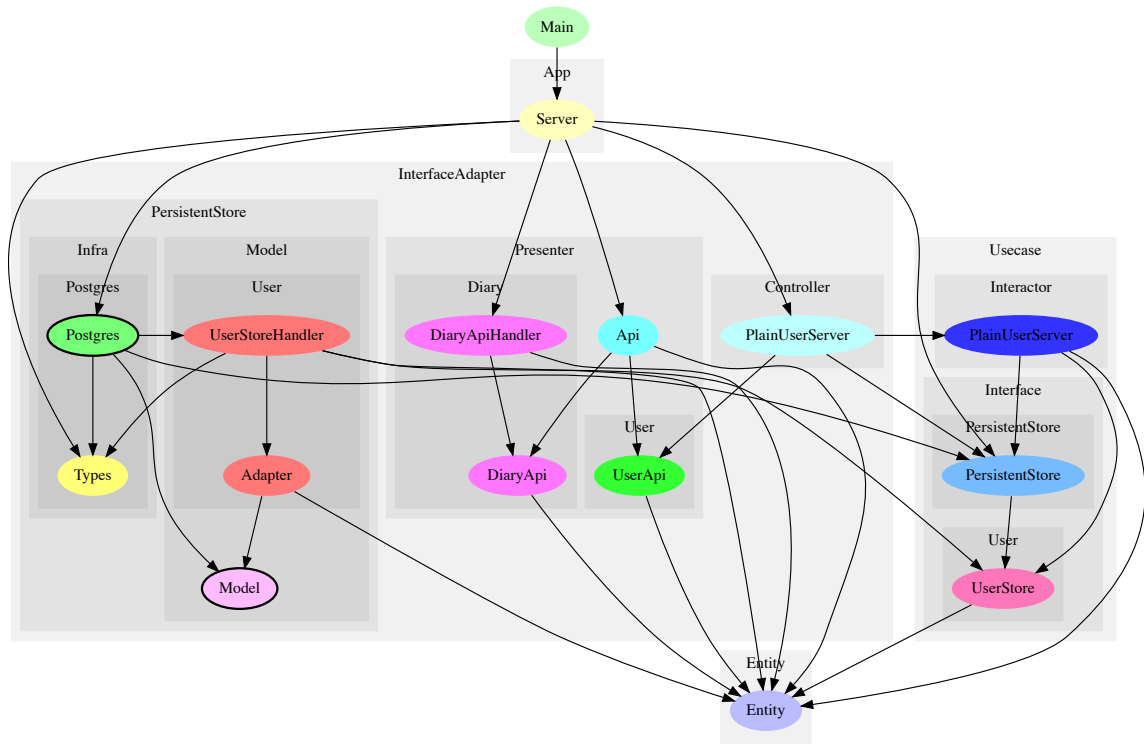 Main
App
Server
InterfaceAdapter
PersistentStore
Infra
Model
Presenter
Usecase
Postgres
User
Diary
Controller
Interactor
Postgres
UserStoreHandler
DiaryApiHandler
Api
PlainUserServer
PlainUserServer
Interface
User
PersistentStore
Types
Adapter
DiaryApi
UserApi
PersistentStore
User
Model
UserStore
Entity
Entity